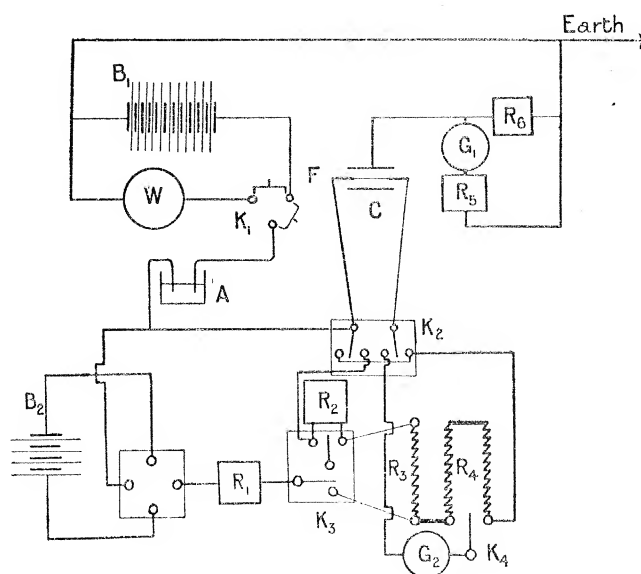 Earth
B₁
R₆
G₁
F
W
C
R₅
K₁
A
K₂
B₂
R₂
R₃
R₄
R₁
K₃
G₂
K₄